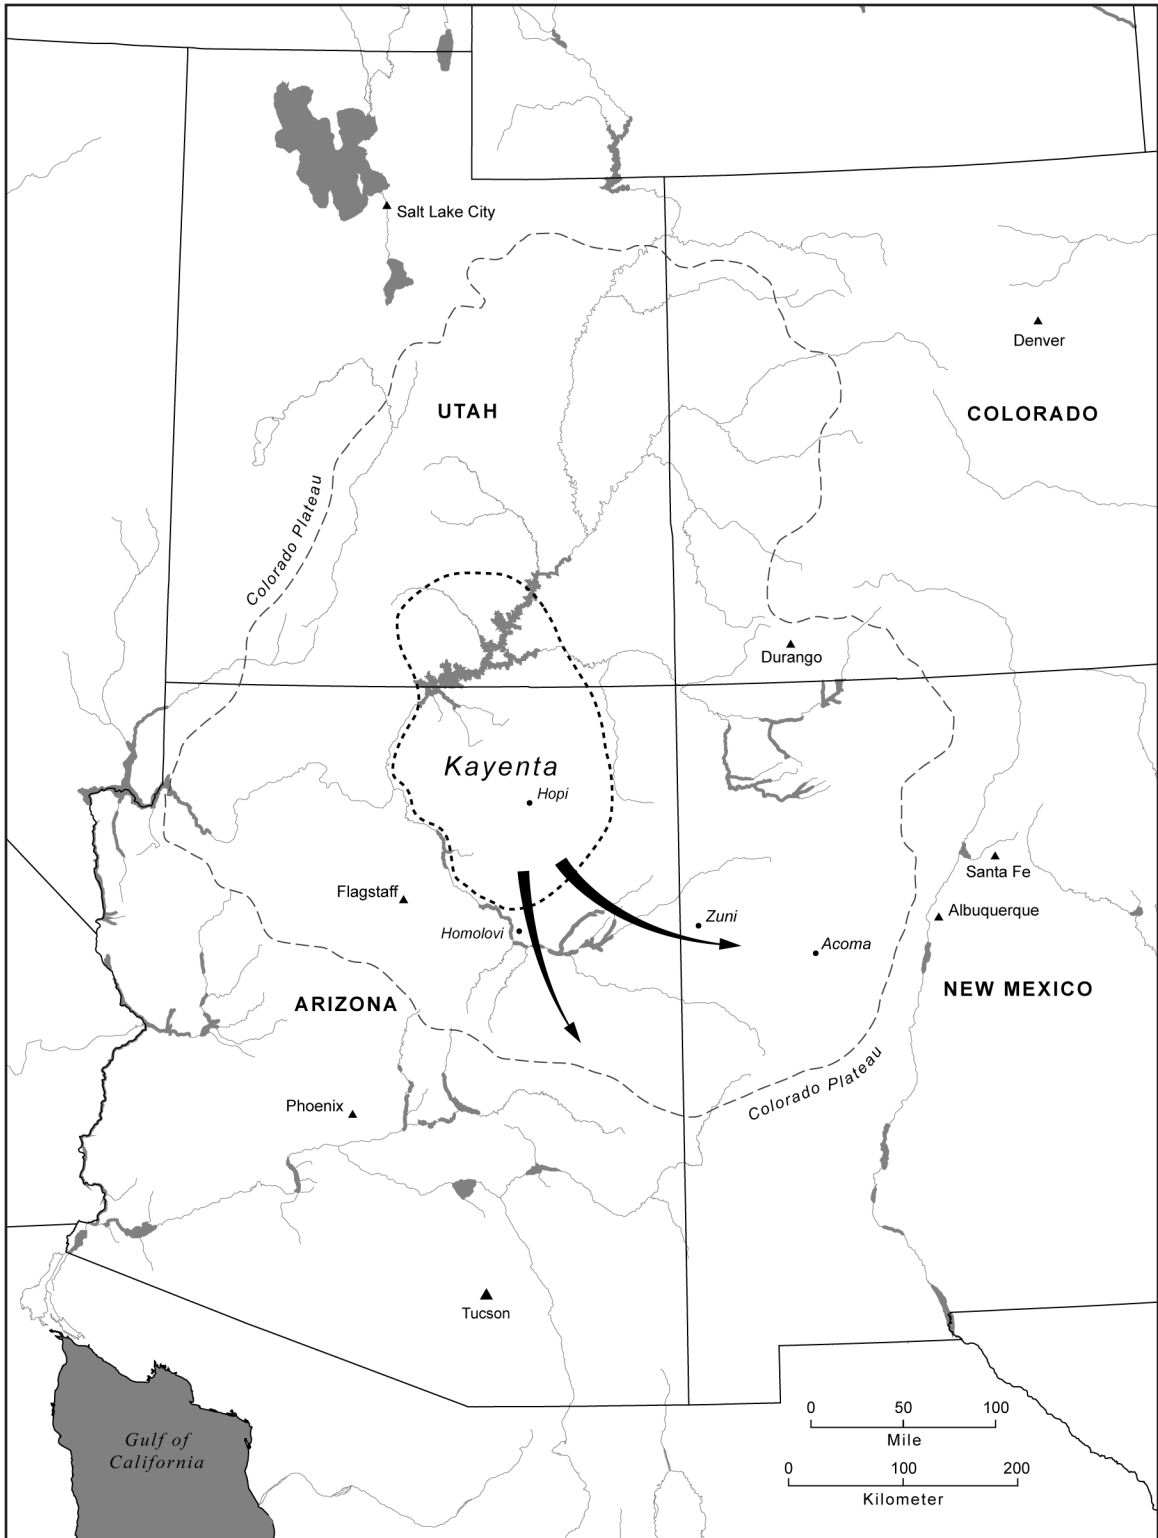 Salt Lake City
Denver
UTAH
COLORADO
Colorado Plateau
Durango
Kayenta
Hopi
Santa Fe
Flagstaff
Albuquerque
Zuni
Homolovi
Acoma
NEW MEXICO
ARIZONA
Colorado Plateau
Phoenix
Tucson
0 50 100
Mile
Gulf of
California
0 100 200
Kilometer